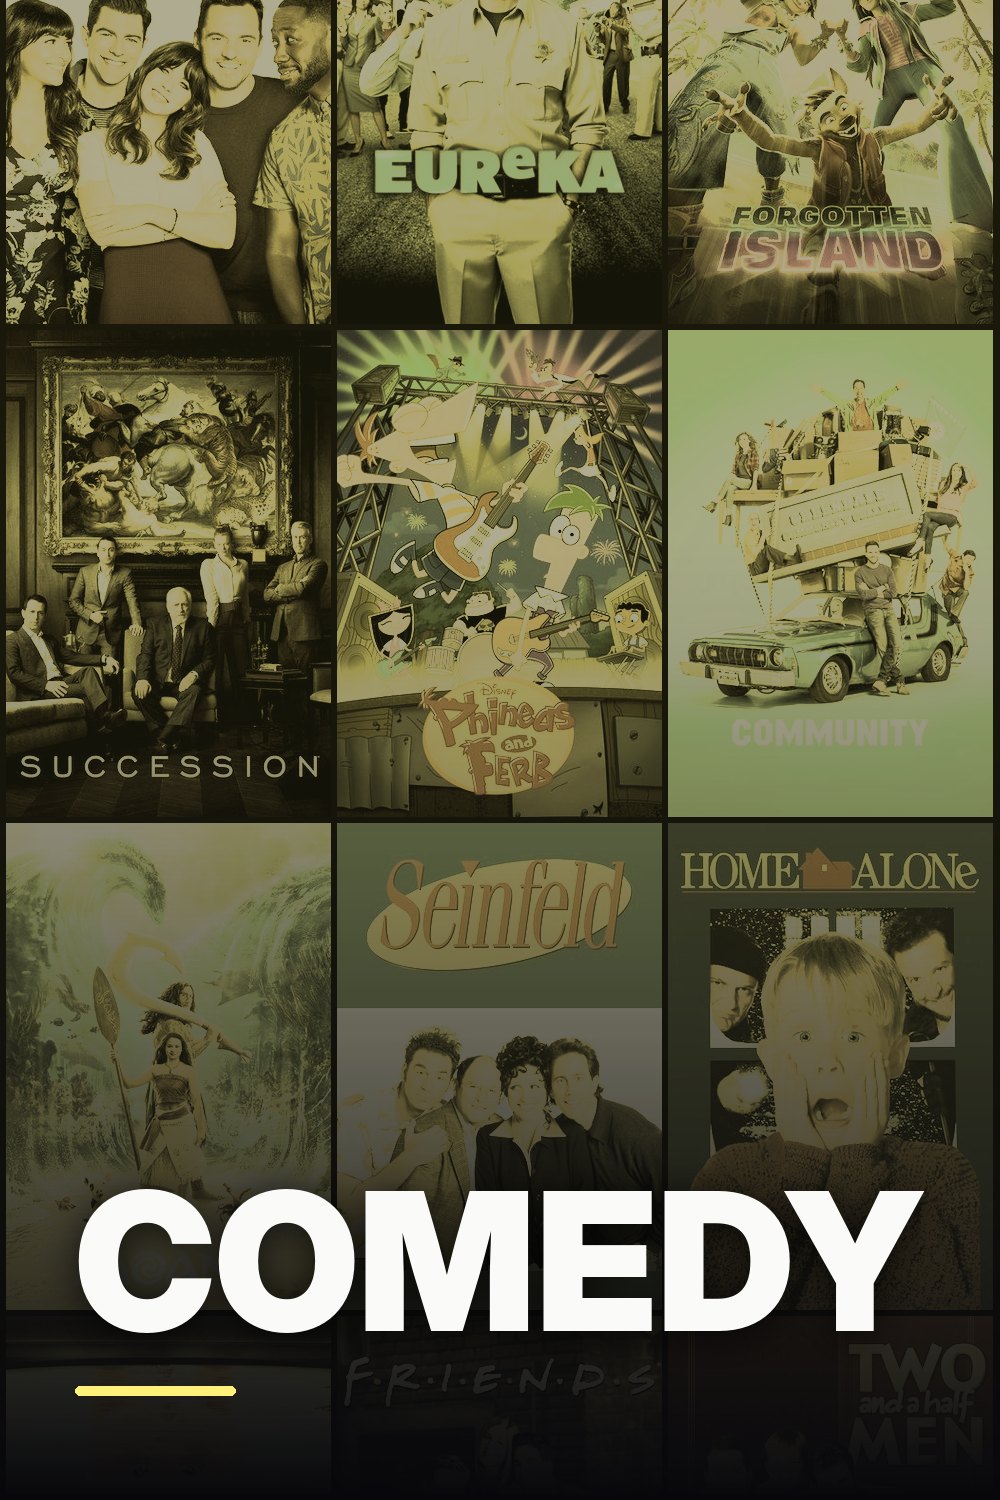 EUReKA
FORGOTTEN
ISLAND
SUCCESSION
Disney
Phineas
and
FERB
COMMUNITY
Seinfeld
HOME ALONe
COMEDY
F·R·I·E·N·D·S
TWO
and a half
MEN